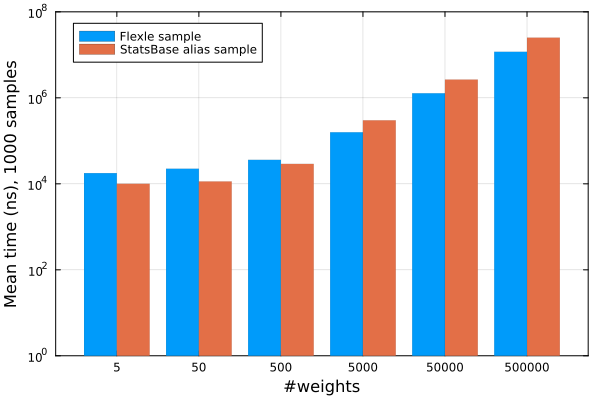 Flexle sample
StatsBase alias sample
Mean time (ns), 1000 samples
10^8
10^6
10^4
10^2
10^0
5 50 500 5000 50000 500000
#weights